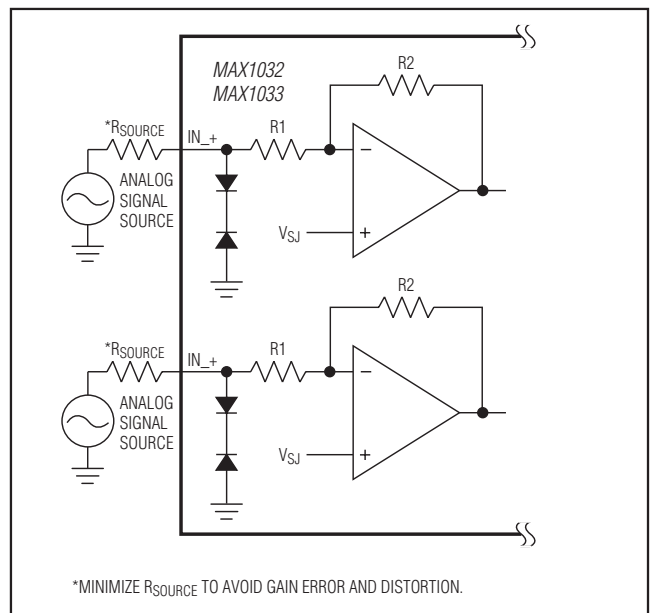 MAX1032
MAX1033
R2
*RSOURCE
IN_+
R1
ANALOG
SIGNAL
SOURCE
−
VSJ
+
R2
*RSOURCE
IN_+
R1
ANALOG
SIGNAL
SOURCE
−
VSJ
+
*MINIMIZE RSOURCE TO AVOID GAIN ERROR AND DISTORTION.